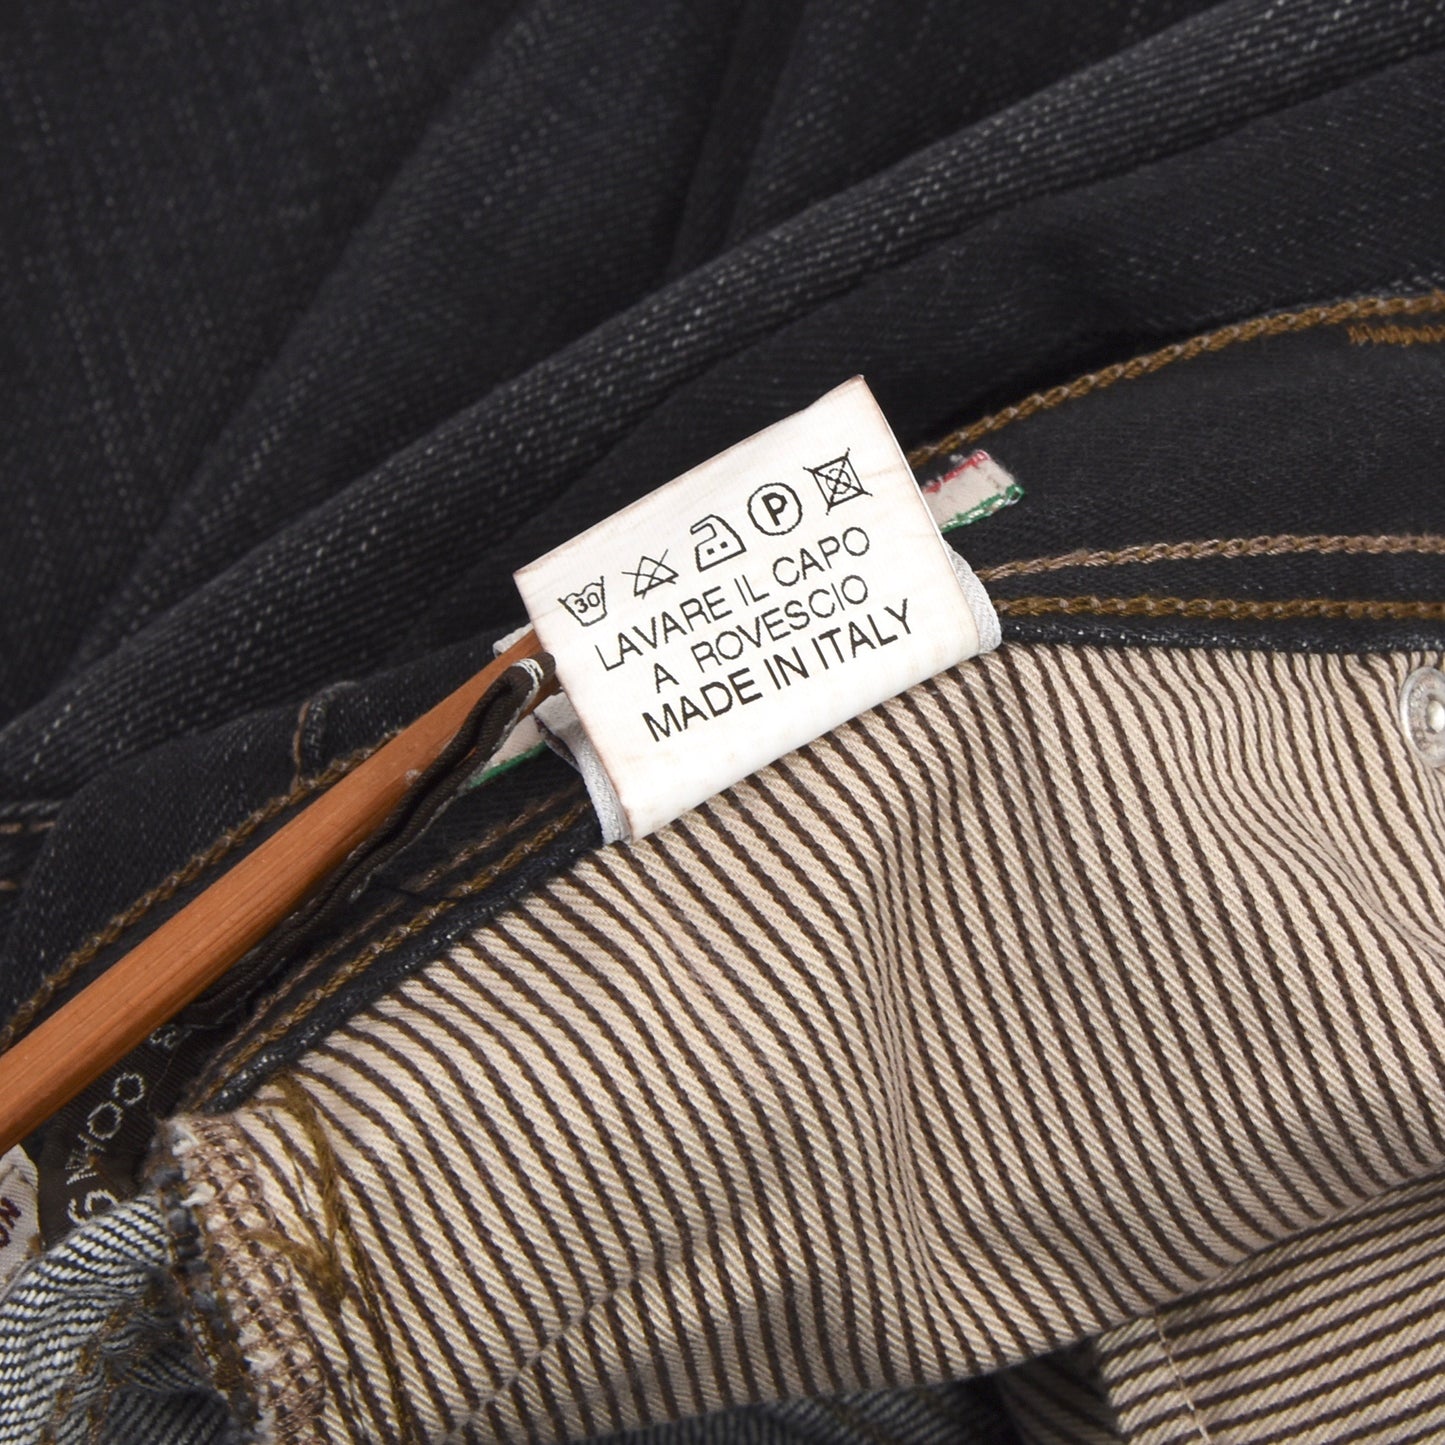 30 P
LAVARE IL CAPO
A ROVESCIO
MADE IN ITALY